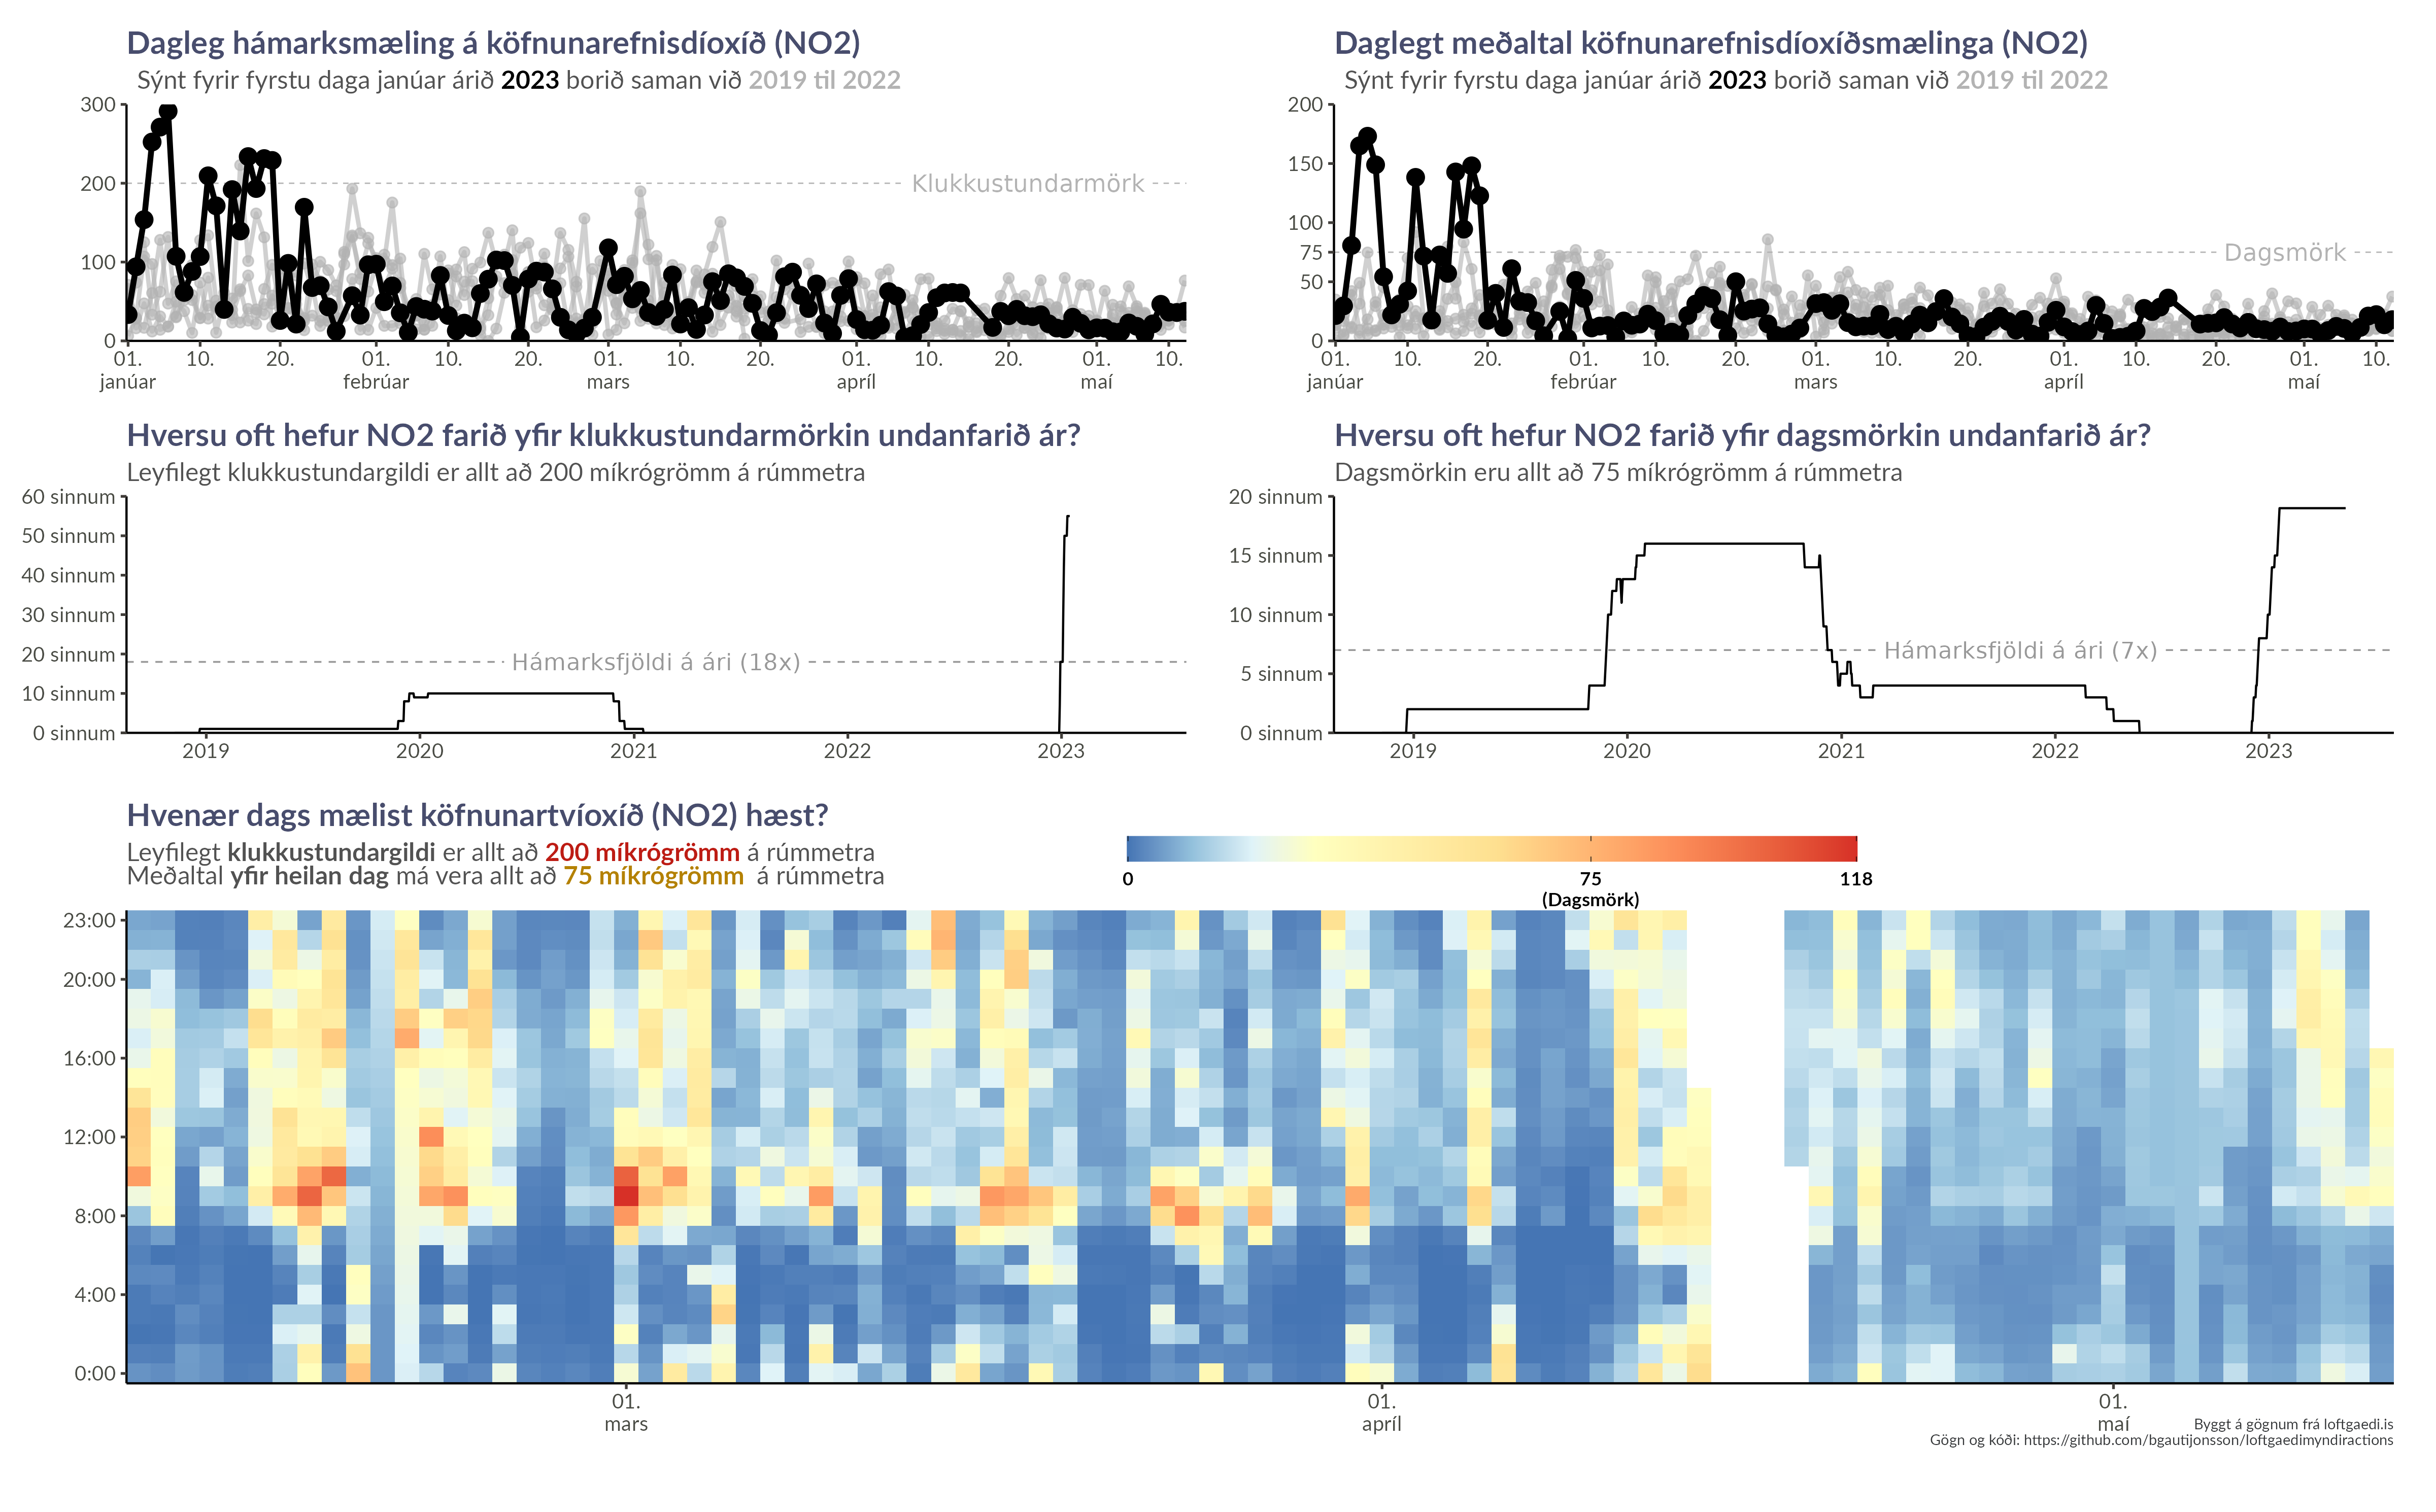 Dagleg hámarksmæling á köfnunarefnisdíoxíð (NO2)
Sýnt fyrir fyrstu daga janúar árið 2023 borið saman við 2019 til 2022
300
200
100
0
Klukkustundarmörk
01. 10. 20. 01. 10. 20. 01. 10. 20. 01. 10. 20. 01. 10.
janúar febrúar mars apríl maí
Daglegt meðaltal köfnunarefnisdíoxíðsmælinga (NO2)
Sýnt fyrir fyrstu daga janúar árið 2023 borið saman við 2019 til 2022
200
150
100
75
50
0
Dagsmörk
01. 10. 20. 01. 10. 20. 01. 10. 20. 01. 10. 20. 01. 10.
janúar febrúar mars apríl maí
Hversu oft hefur NO2 farið yfir klukkustundarmörkin undanfarið ár?
Leyfilegt klukkustundargildi er allt að 200 míkrógrömm á rúmmetra
60 sinnum
50 sinnum
40 sinnum
30 sinnum
20 sinnum
10 sinnum
0 sinnum
Hámarksfjöldi á ári (18x)
2019 2020 2021 2022 2023
Hversu oft hefur NO2 farið yfir dagsmörkin undanfarið ár?
Dagsmörkin eru allt að 75 míkrógrömm á rúmmetra
20 sinnum
15 sinnum
10 sinnum
5 sinnum
0 sinnum
Hámarksfjöldi á ári (7x)
2019 2020 2021 2022 2023
Hvenær dags mælist köfnunartvíoxíð (NO2) hæst?
Leyfilegt klukkustundargildi er allt að 200 míkrógrömm á rúmmetra
Meðaltal yfir heilan dag má vera allt að 75 míkrógrömm á rúmmetra
0 75 118
(Dagsmörk)
23:00
20:00
16:00
12:00
8:00
4:00
0:00
01. 01. 01.
mars apríl maí
Byggt á gögnum frá loftgaedi.is
Gögn og kóði: https://github.com/bgautijonsson/loftgaedimyndiractions